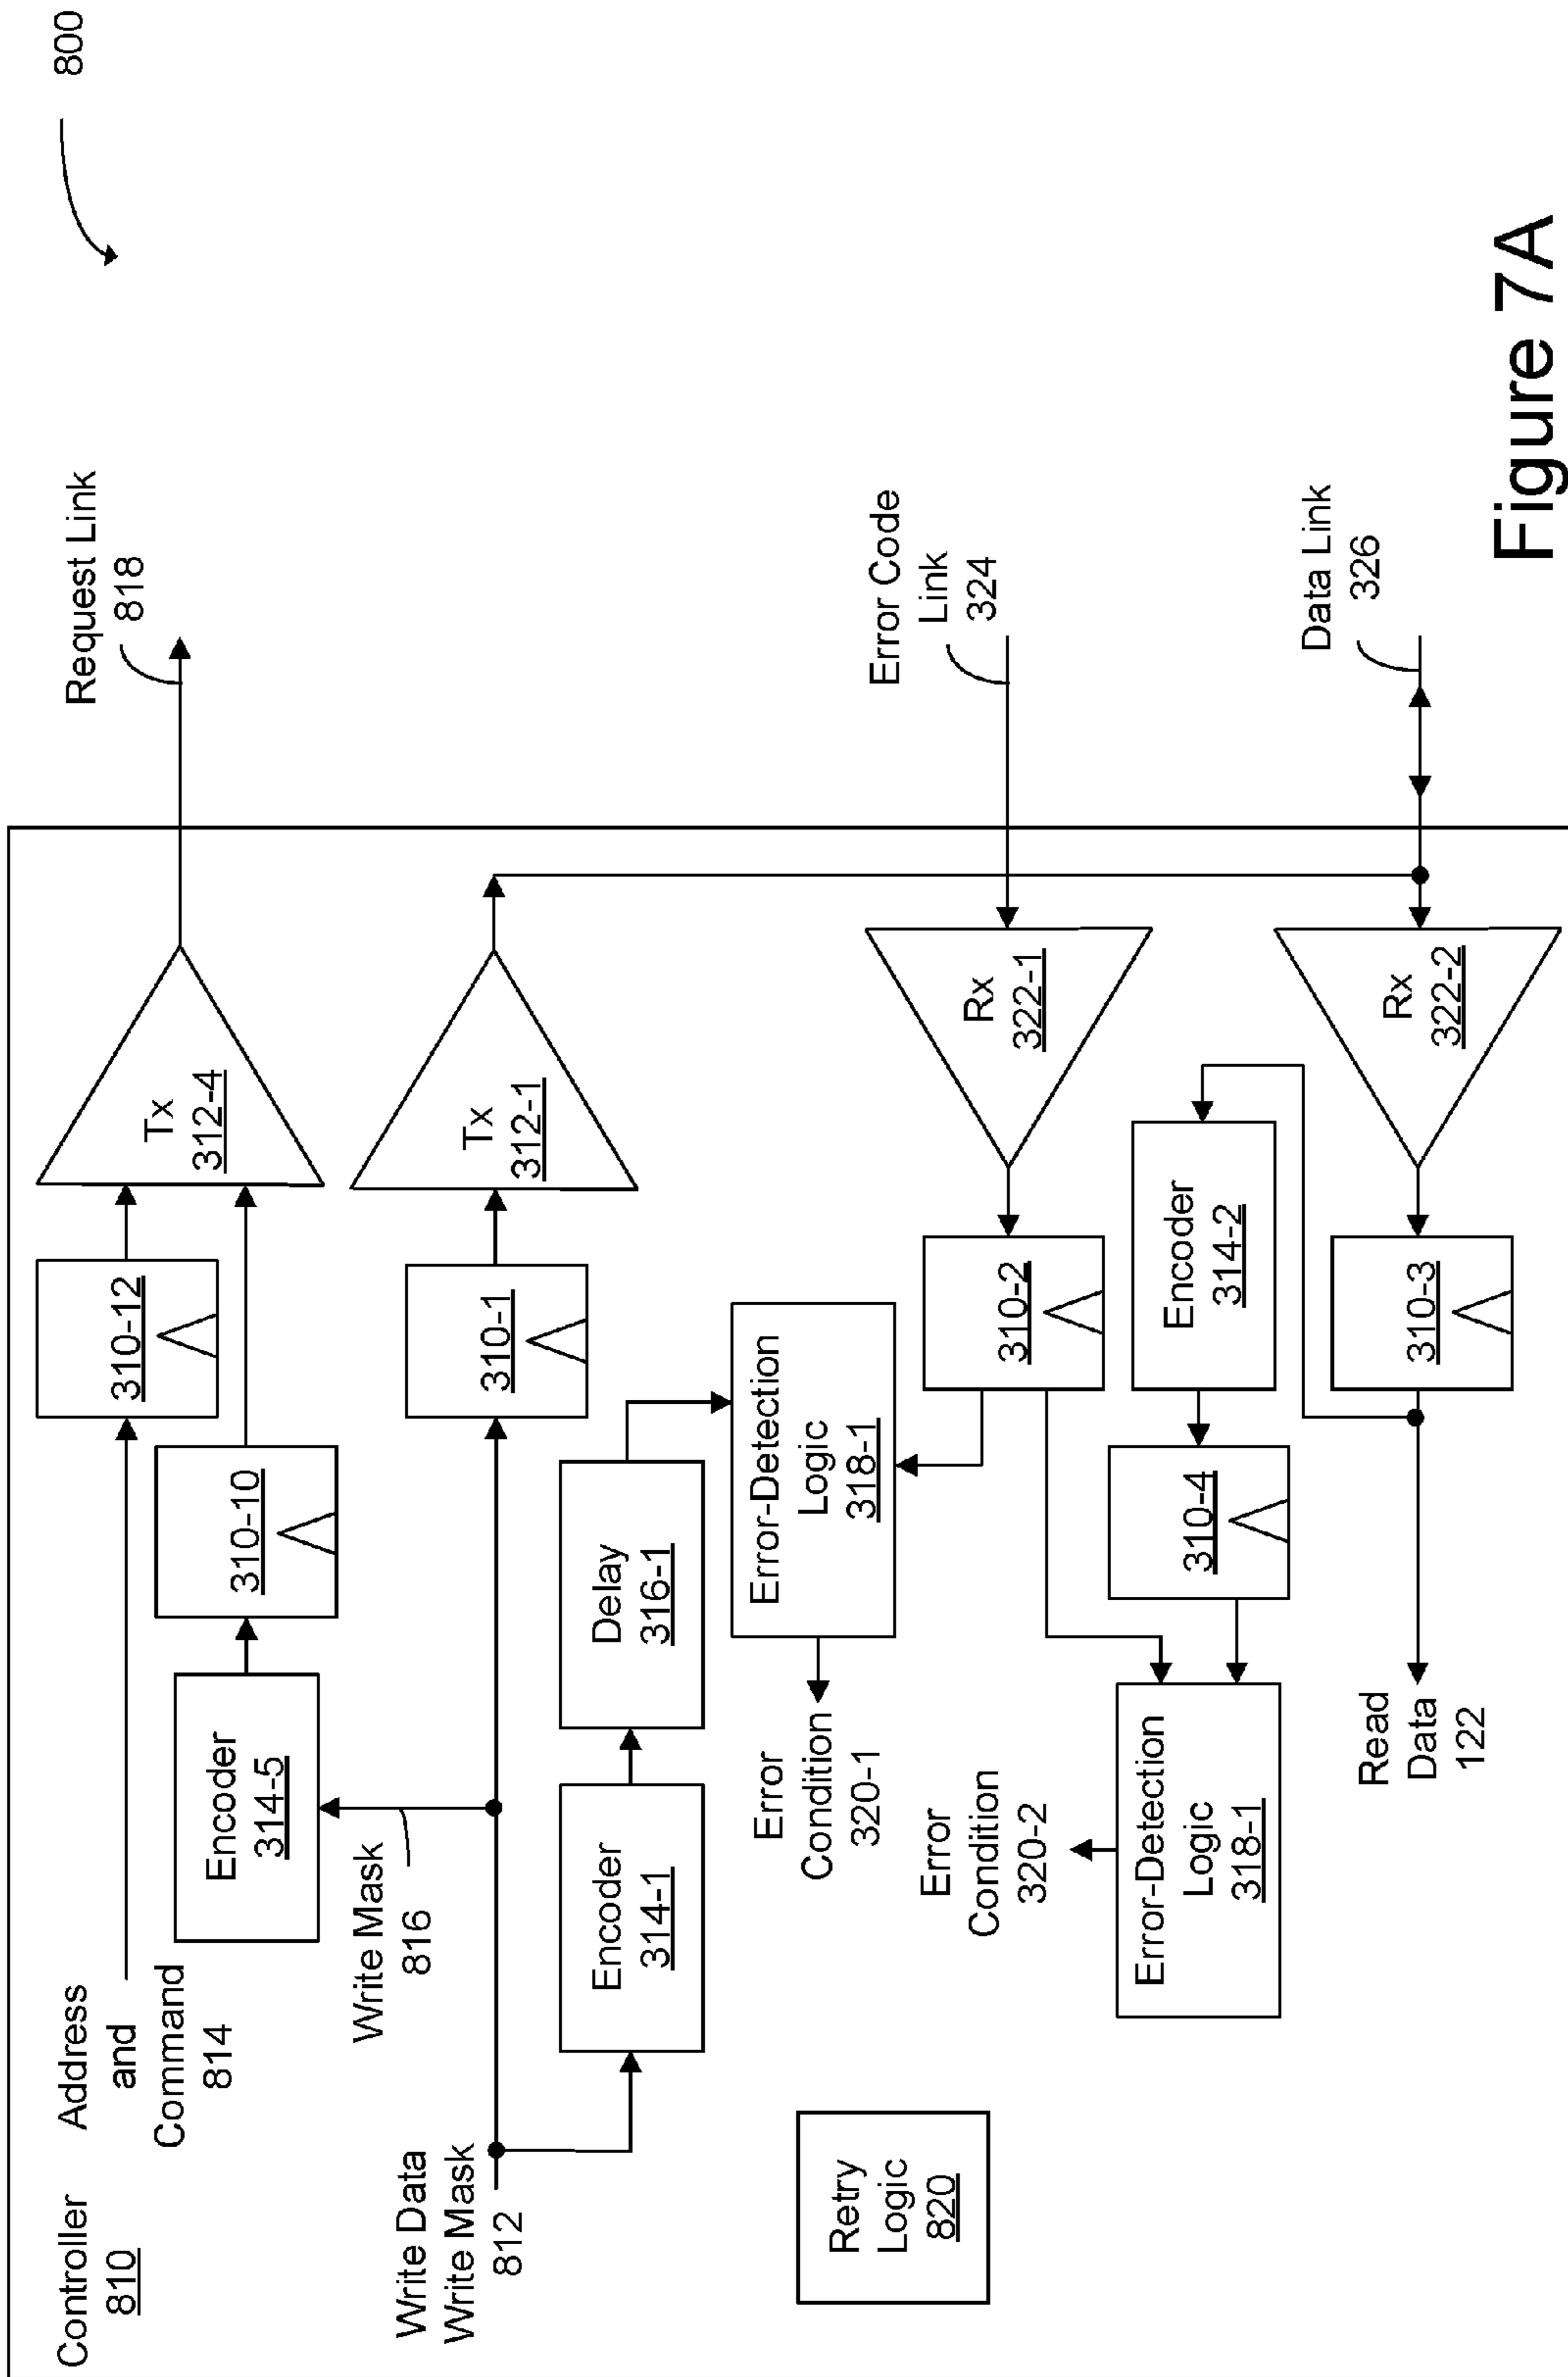 800
Controller
810
Address
and
Command
814
Encoder
314-5
310-10
310-12
Tx
312-4
Request Link
818
Write Mask
816
Write Data
Write Mask
812
310-1
Tx
312-1
Encoder
314-1
Delay
316-1
Error-Detection
Logic
318-1
Error
Condition
320-1
Retry
Logic
820
310-2
Rx
322-1
Error Code
Link
324
Error
Condition
320-2
Error-Detection
Logic
318-1
310-4
Encoder
314-2
Read
Data
122
310-3
Rx
322-2
Data Link
326
Figure 7A